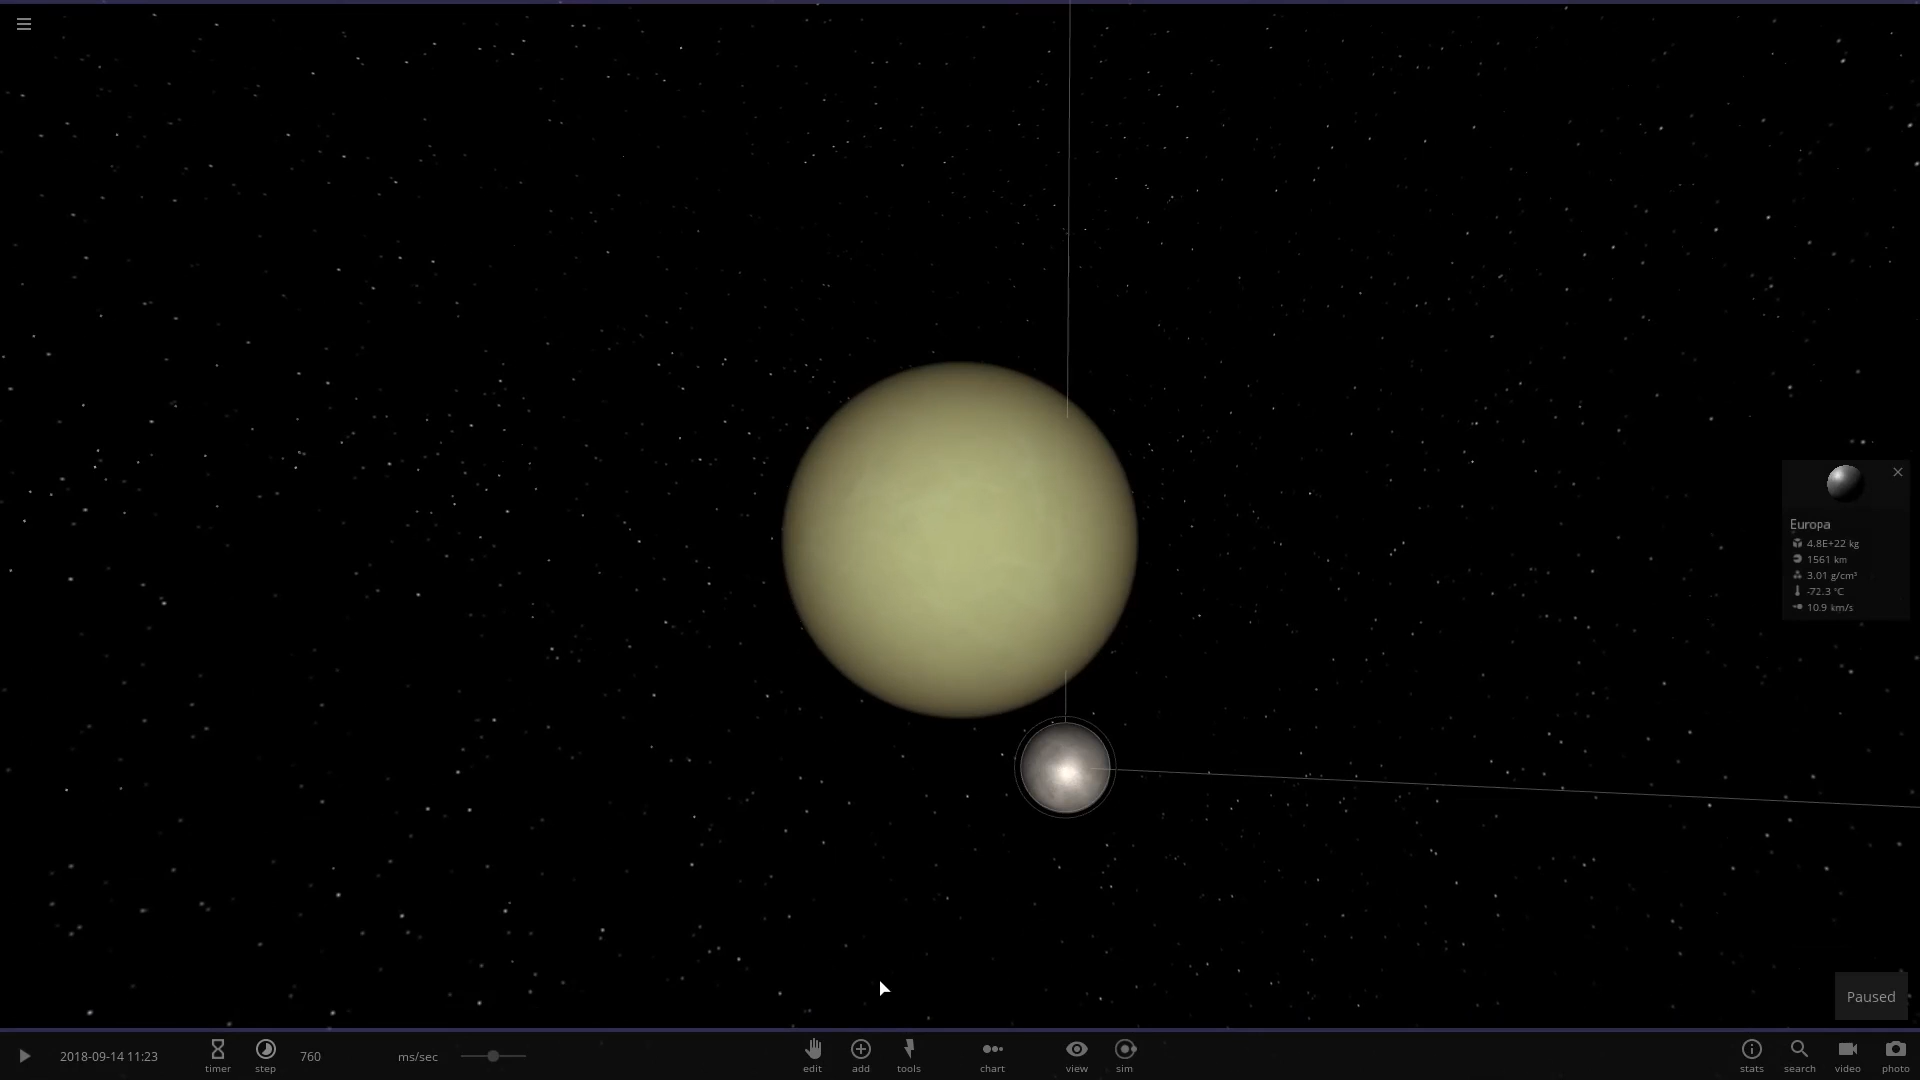 Europa
4.8E+22 kg
1561 km
3.01 g/cm³
-72.3 °C
10.9 km/s
Paused
2018-09-14 11:23
timer
step
760
ms/sec
edit
add
tools
chart
view
sim
stats
search
video
photo